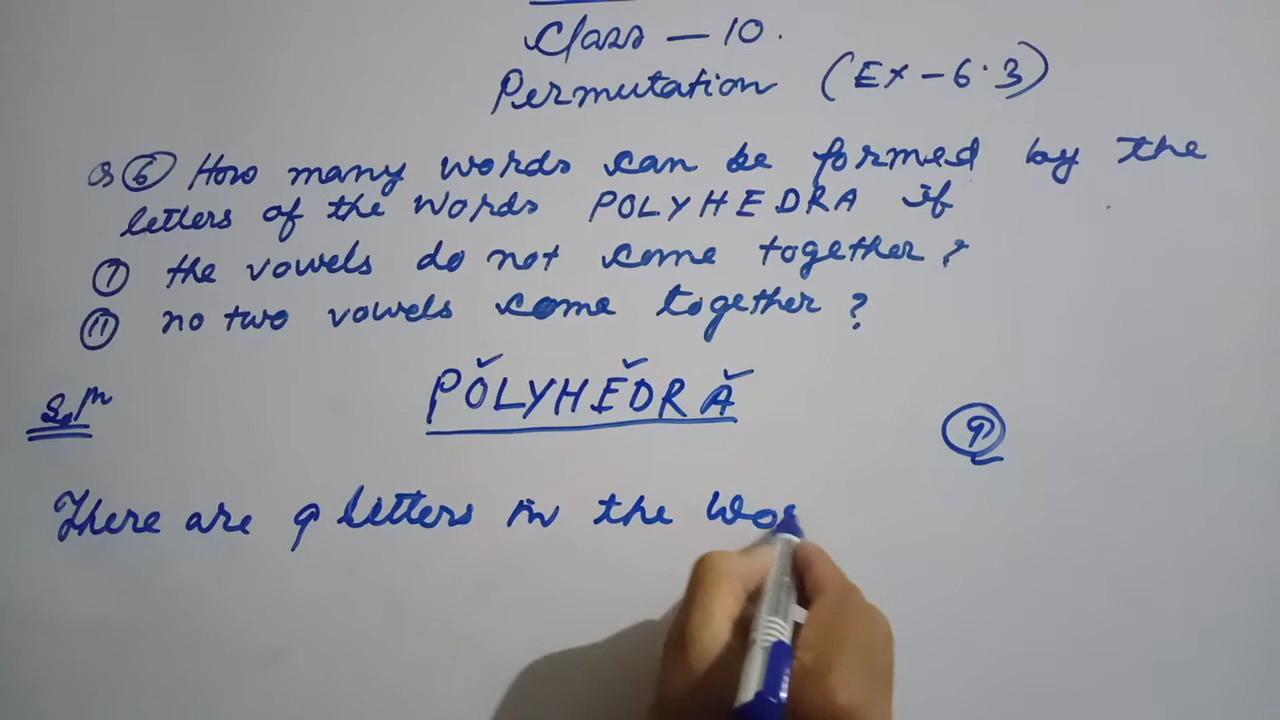 Class — 10.
Permutation (Ex - 6.3)
Q 6 How many words can be formed by the
letters of the words POLYHEDRA if
I the vowels do not come together?
II no two vowels come together?
Soln POLYHEDRA 9
There are 9 letters in the wo